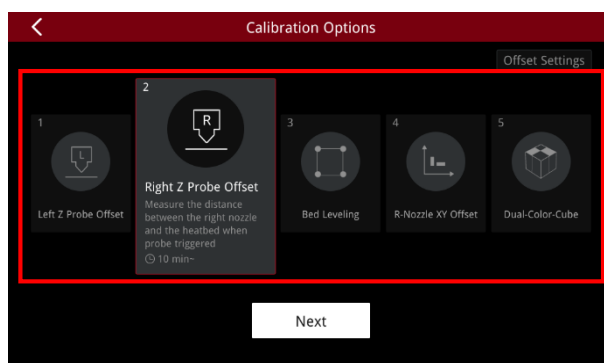 Calibration Options
Offset Settings
1
L
Left Z Probe Offset
2
R
Right Z Probe Offset
Measure the distance
between the right nozzle
and the heatbed when
probe triggered
10 min~
3
Bed Leveling
4
R-Nozzle XY Offset
5
Dual-Color-Cube
Next